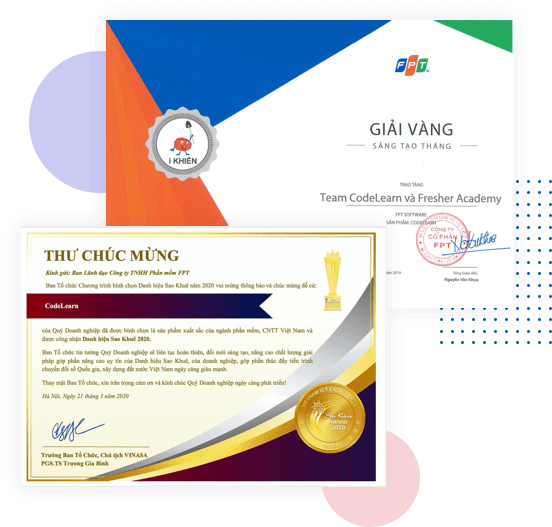 FPT
GIẢI VÀNG
SÁNG TẠO THÁNG
i KHIẾN
TRAO TẶNG
Team CodeLearn và Fresher Academy
FPT SOFTWARE
SẢN PHẨM: CODELEARN
CÔNG TY
CỔ PHẦN
FPT
Tổng Giám Đốc
Nguyễn Văn Khoa
THƯ CHÚC MỪNG
Kính gửi: Ban Lãnh đạo Công ty TNHH Phần mềm FPT
Ban Tổ chức Chương trình bình chọn Danh hiệu Sao Khuê năm 2020 vui mừng thông báo và chúc mừng đề cử:
CodeLearn
của Quý Doanh nghiệp đã được bình chọn là sản phẩm xuất sắc của ngành phần mềm, CNTT Việt Nam và
được công nhận Danh hiệu Sao Khuê 2020.
Ban Tổ chức tin tưởng Quý Doanh nghiệp sẽ liên tục hoàn thiện, đổi mới sáng tạo, nâng cao chất lượng giải
pháp góp phần nâng cao uy tín của Danh hiệu Sao Khuê, của doanh nghiệp, góp phần thúc đẩy tiến trình
chuyển đổi số Quốc gia, xây dựng đất nước Việt Nam ngày càng giàu mạnh.
Thay mặt Ban Tổ chức, xin trân trọng cảm ơn và kính chúc Quý Doanh nghiệp ngày càng phát triển!
Hà Nội, Ngày 21 tháng 3 năm 2020
Sao Khue
AWARD
2020
Trưởng Ban Tổ Chức, Chủ tịch VINASA
PGS.TS Trương Gia Bình